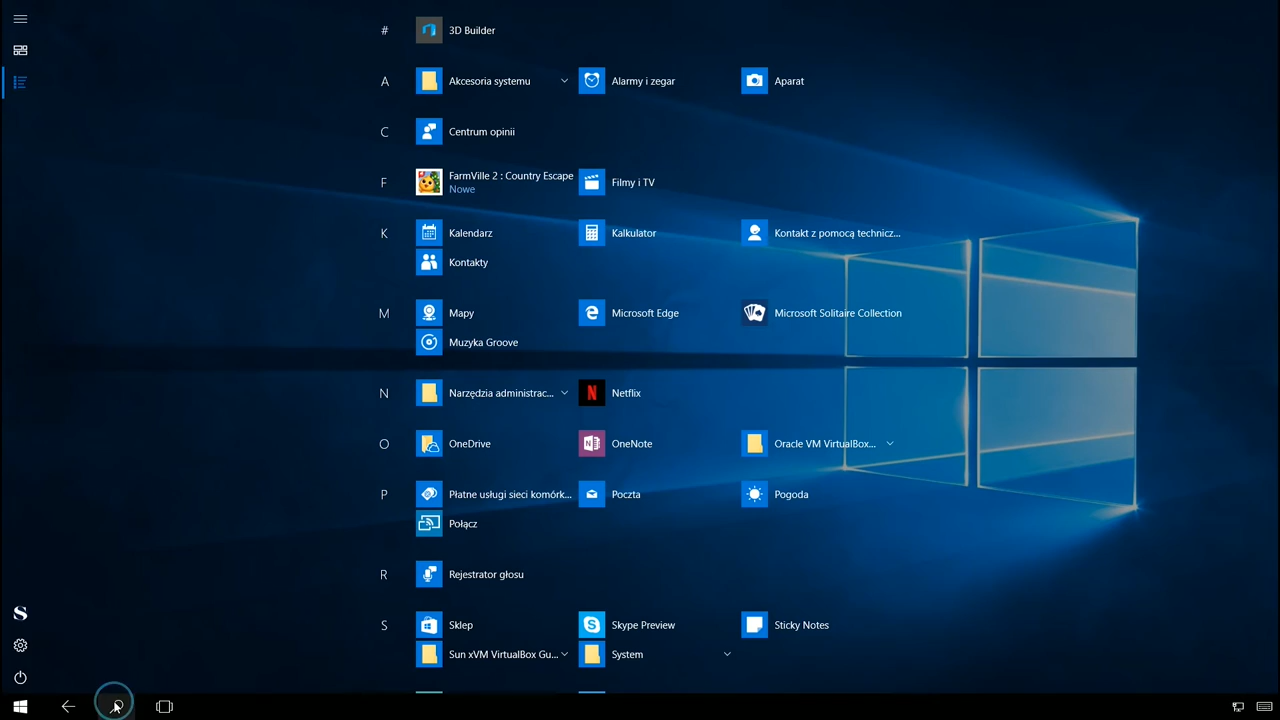 # 3D Builder
A Akcesoria systemu Alarmy i zegar Aparat
C Centrum opinii
F FarmVille 2 : Country Escape Filmy i TV
Nowe
K Kalendarz Kalkulator Kontakt z pomocą technicz...
Kontakty
M Mapy Microsoft Edge Microsoft Solitaire Collection
Muzyka Groove
N Narzędzia administrac... Netflix
O OneDrive OneNote Oracle VM VirtualBox...
P Płatne usługi sieci komórk... Poczta Pogoda
Połącz
R Rejestrator głosu
S Sklep Skype Preview Sticky Notes
Sun xVM VirtualBox Gu... System